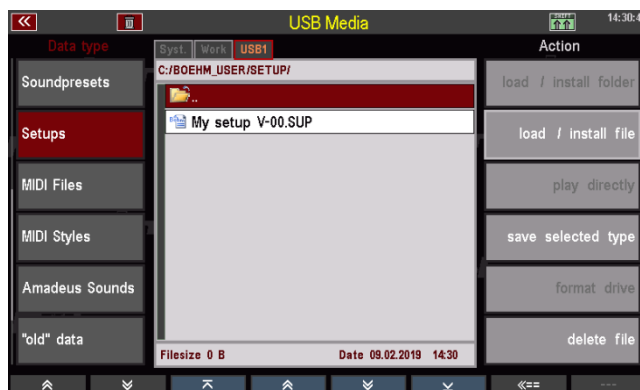 USB Media
SHIFT
14:30:4
Data type
Syst. Work USB1
Action
C:/BOEHM_USER/SETUP/
Soundpresets
..
load / install folder
My setup V-00.SUP
Setups
load / install file
MIDI Files
play directly
MIDI Styles
save selected type
Amadeus Sounds
format drive
"old" data
delete file
Filesize 0 B Date 09.02.2019 14:30
«== ---